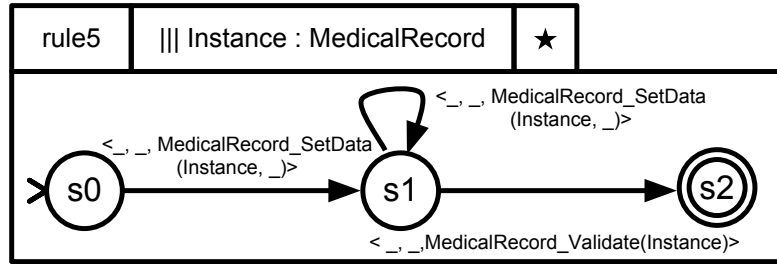 rule5 ||| Instance : MedicalRecord ★
<_, _, MedicalRecord_SetData
(Instance, _)>
<_, _, MedicalRecord_SetData
(Instance, _)>
s0 s1 s2
< _, _,MedicalRecord_Validate(Instance)>